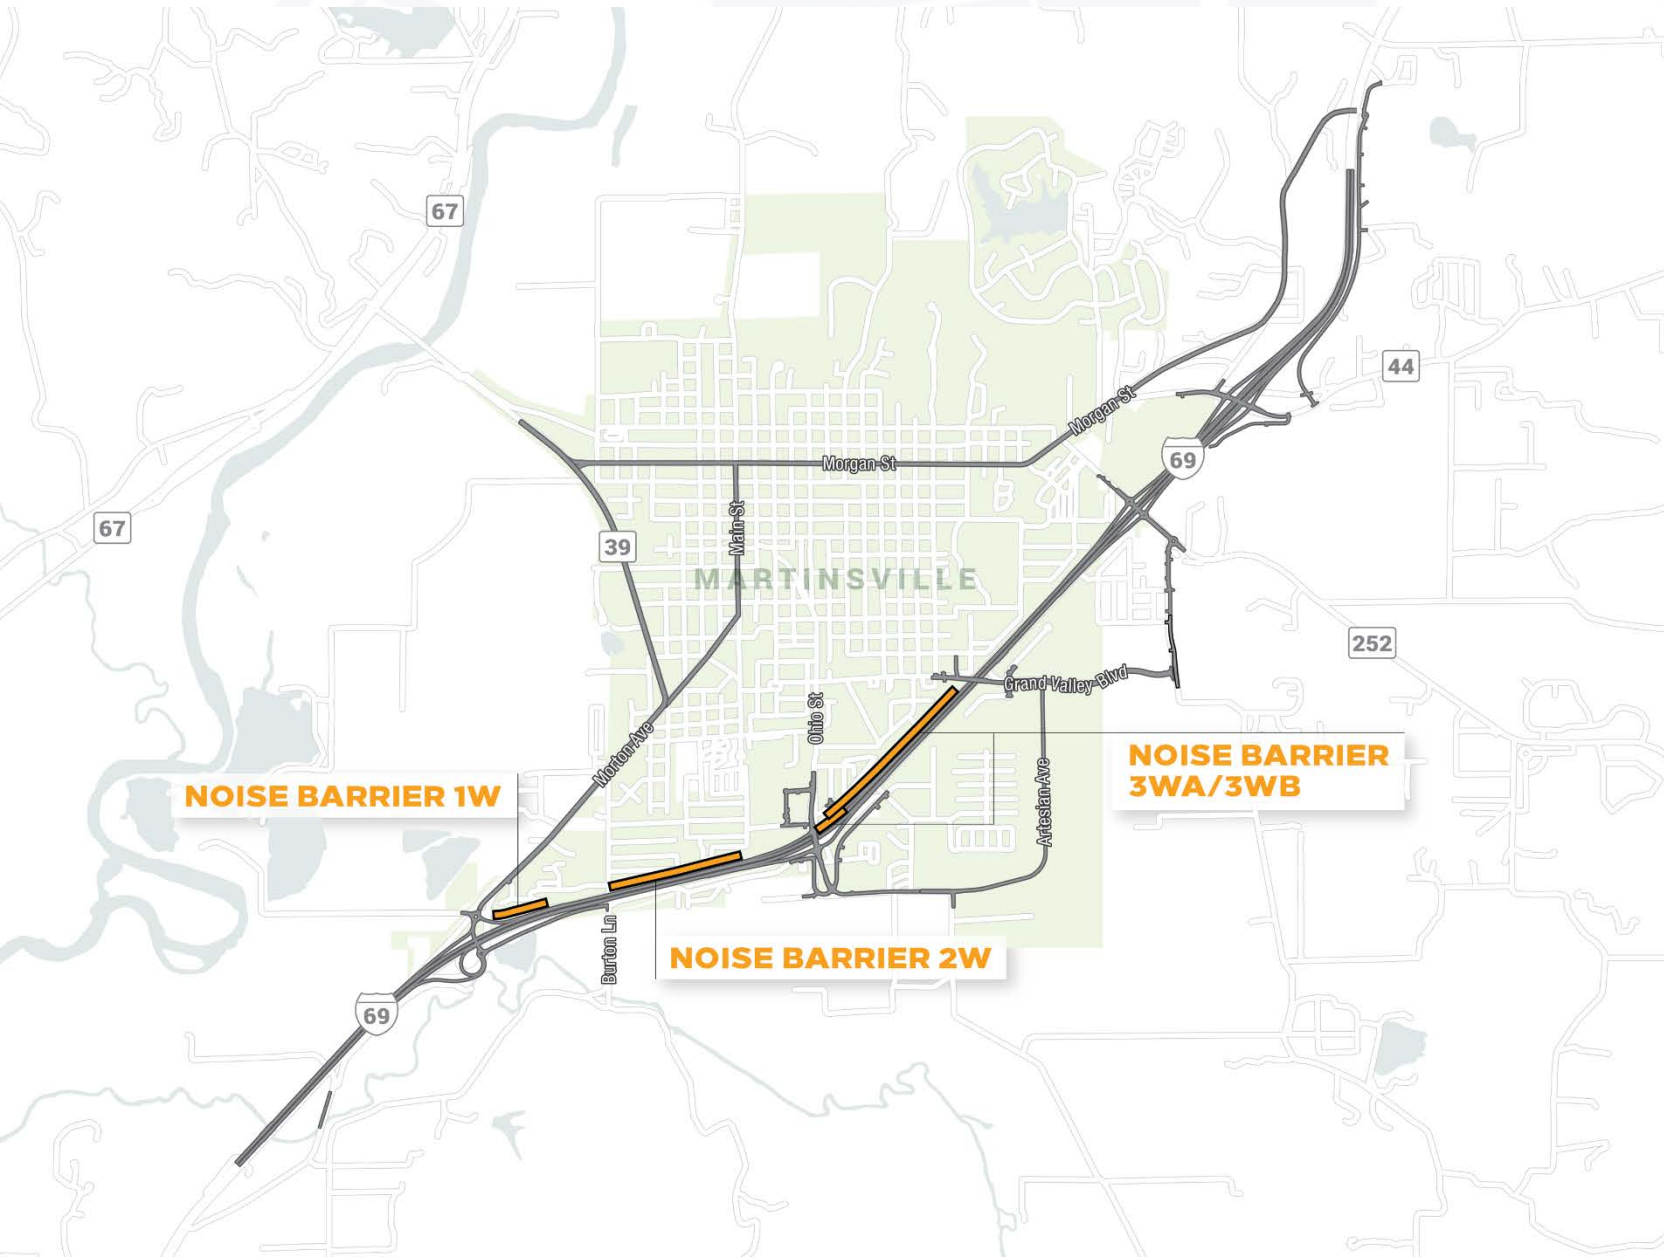 67
44
Morgan St
Morgan St
69
67
39
Main St
MARTINSVILLE
252
Grand Valley Blvd
Ohio St
Morton Ave
NOISE BARRIER
3WA/3WB
NOISE BARRIER 1W
Artesian Ave
Burton Ln
NOISE BARRIER 2W
69